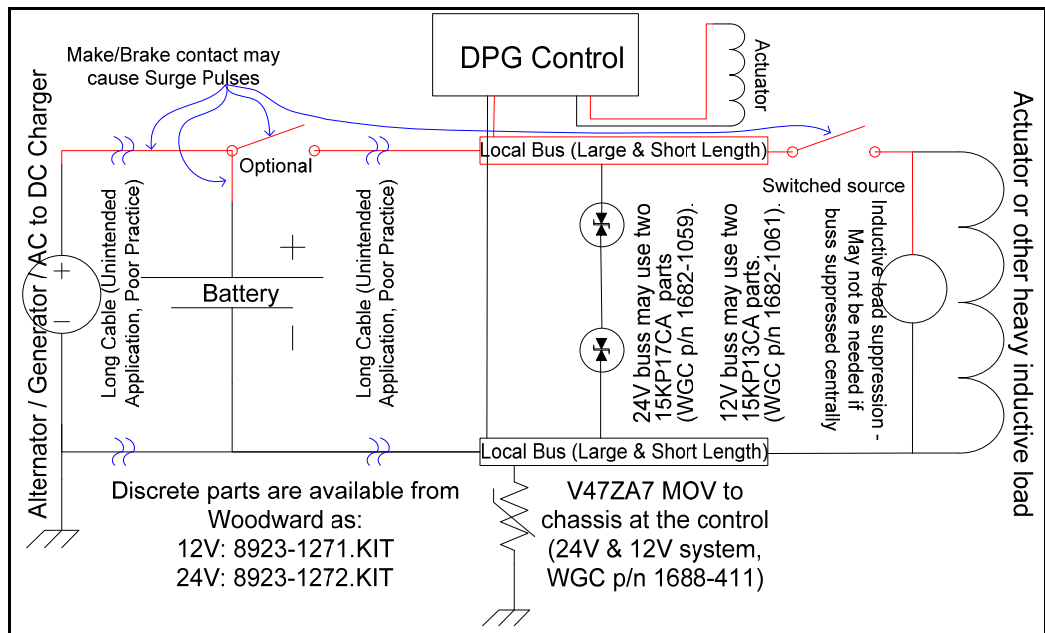 Make/Brake contact may
cause Surge Pulses
DPG Control
Actuator
Optional
Local Bus (Large & Short Length)
Switched source
Alternator / Generator / AC to DC Charger
+
-
Long Cable (Unintended
Application, Poor Practice)
Battery
+
-
Long Cable (Unintended
Application, Poor Practice)
24V buss may use two
15KP17CA parts
(WGC p/n 1682-1059).
12V buss may use two
15KP13CA parts.
(WGC p/n 1682-1061).
Inductive load suppression -
May not be needed if
buss suppressed centrally
Actuator or other heavy inductive load
Local Bus (Large & Short Length)
Discrete parts are available from
Woodward as:
12V: 8923-1271.KIT
24V: 8923-1272.KIT
V47ZA7 MOV to
chassis at the control
(24V & 12V system,
WGC p/n 1688-411)